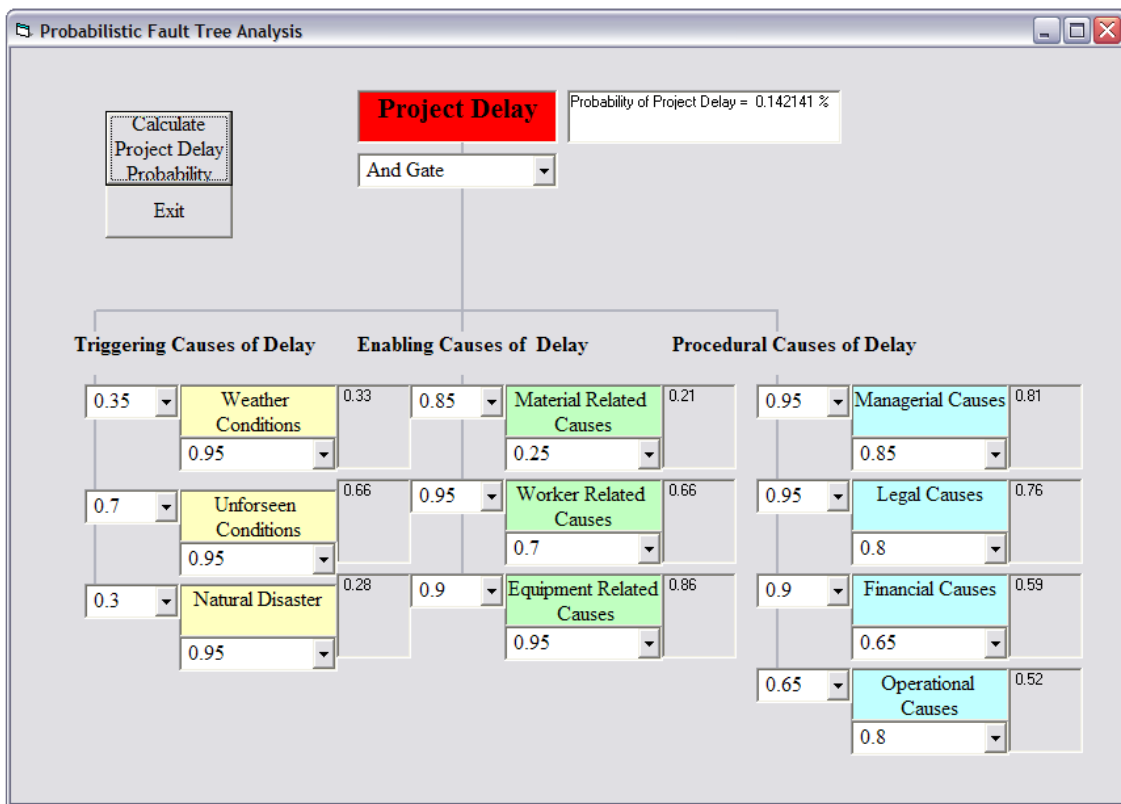 Probabilistic Fault Tree Analysis
Calculate
Project Delay
Probability
Exit
Project Delay
Probability of Project Delay = 0.142141 %
And Gate
Triggering Causes of Delay
Enabling Causes of Delay
Procedural Causes of Delay
0.35
Weather
Conditions
0.95
0.33
0.7
Unforseen
Conditions
0.95
0.66
0.3
Natural Disaster
0.95
0.28
0.85
Material Related
Causes
0.25
0.21
0.95
Worker Related
Causes
0.7
0.66
0.9
Equipment Related
Causes
0.95
0.86
0.95
Managerial Causes
0.85
0.81
0.95
Legal Causes
0.8
0.76
0.9
Financial Causes
0.65
0.59
0.65
Operational
Causes
0.8
0.52